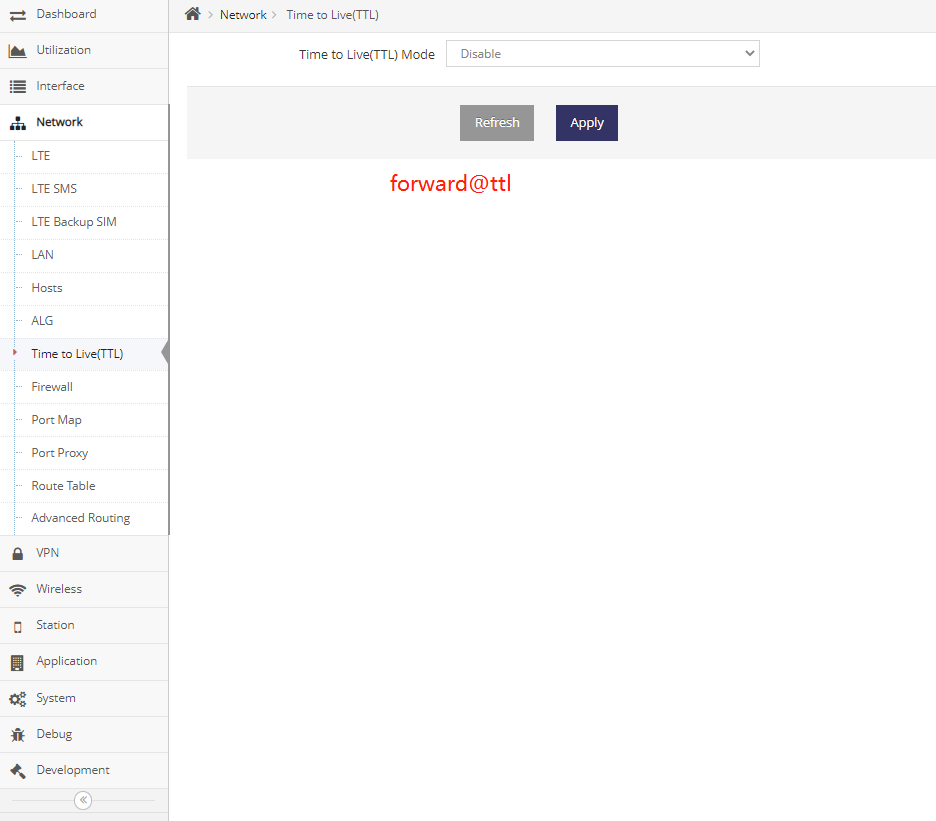 Dashboard
Utilization
Interface
Network
LTE
LTE SMS
LTE Backup SIM
LAN
Hosts
ALG
Time to Live(TTL)
Firewall
Port Map
Port Proxy
Route Table
Advanced Routing
VPN
Wireless
Station
Application
System
Debug
Development
Network > Time to Live(TTL)
Time to Live(TTL) Mode Disable
Refresh Apply
forward@ttl